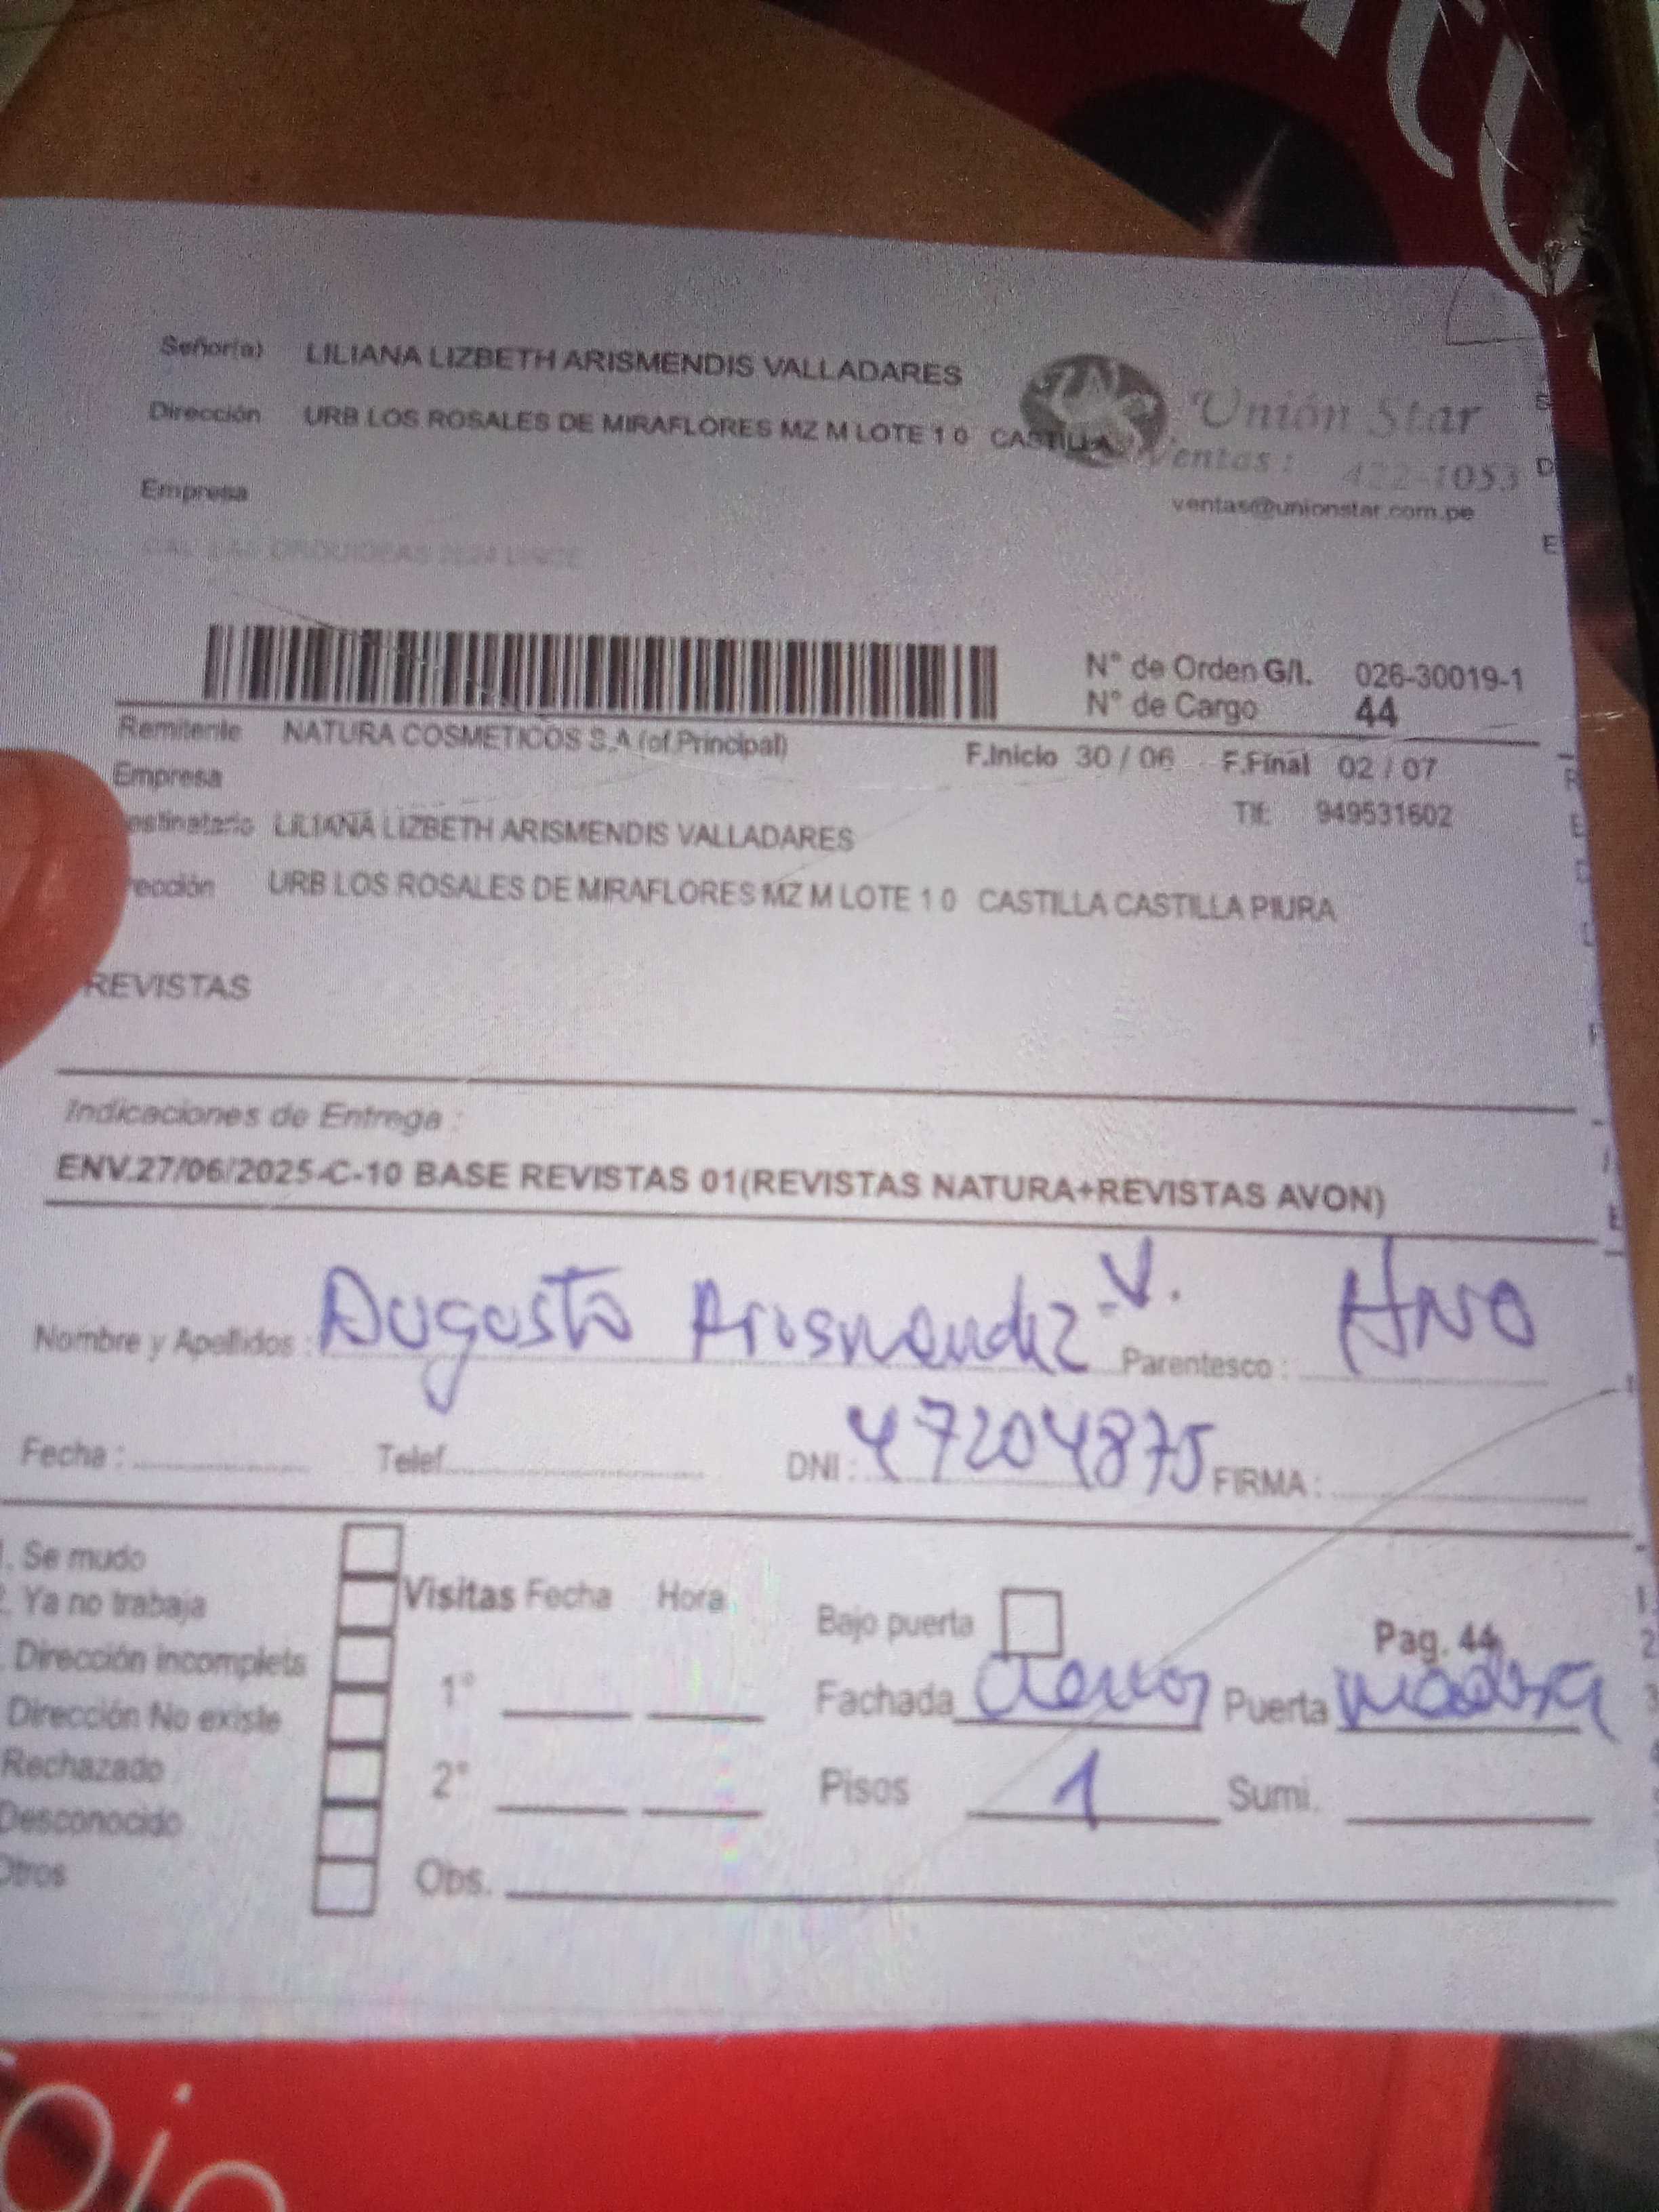 Señor(a) LILIANA LIZBETH ARISMENDIS VALLADARES
Dirección URB LOS ROSALES DE MIRAFLORES MZ M LOTE 1 0 CASTILLA
Unión Star
Ventas : 422-1053
ventas@unionstar.com.pe
Empresa
N° de Orden G/I. 026-30019-1
N° de Cargo 44
Remitente NATURA COSMETICOS S.A (of.Principal)
F.Inicio 30 / 06 F.Final 02 / 07
Empresa
Tlf: 949531602
estinatario LILIANA LIZBETH ARISMENDIS VALLADARES
rección URB LOS ROSALES DE MIRAFLORES MZ M LOTE 1 0 CASTILLA CASTILLA PIURA
REVISTAS
Indicaciones de Entrega :
ENV.27/06/2025-C-10 BASE REVISTAS 01(REVISTAS NATURA+REVISTAS AVON)
Nombre y Apellidos : Augusto Arismendiz V. Parentesco : HNO
Fecha : Telef. DNI : 47204875 FIRMA :
1. Se mudo
2. Ya no trabaja
Dirección incompleta
Dirección No existe
Rechazado
Desconocido
Otros
Visitas Fecha Hora
1°
2°
Obs.
Bajo puerta
Pag. 44
Fachada Puerta madera
Pisos 1 Sumi.